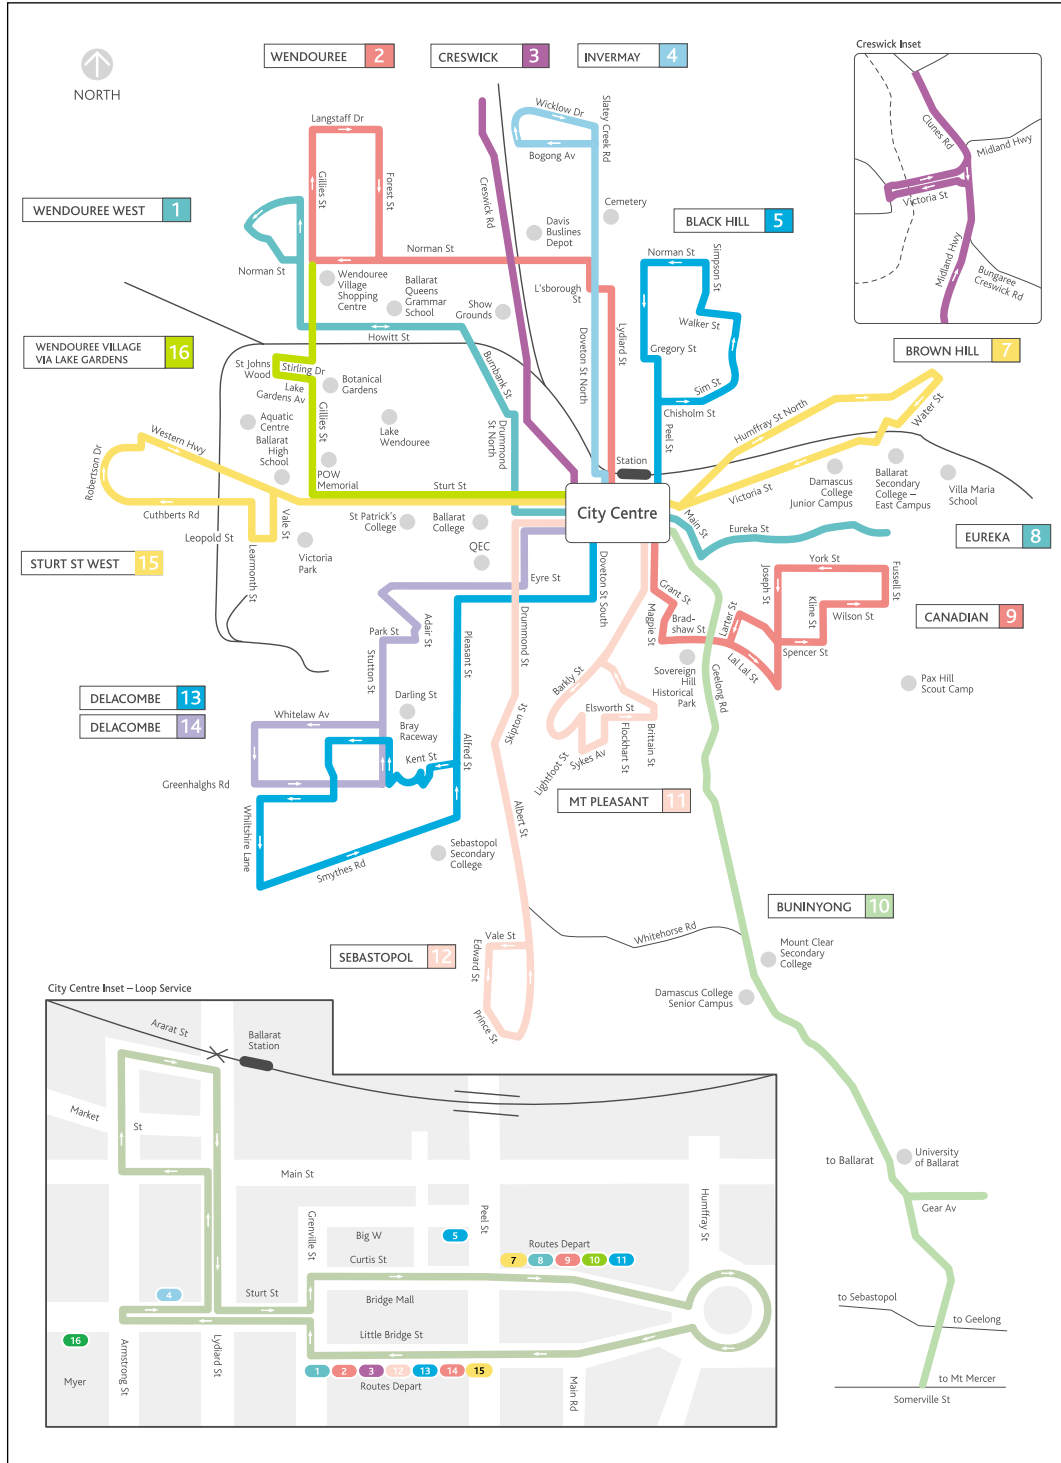 WENDOUREE 2
CRESWICK 3
INVERMAY 4
Creswick Inset
NORTH
Clunes Rd
Midland Hwy
Victoria St
Midland Hwy
Bungaree
Creswick Rd
Langstaff Dr
Gillies St
Forest St
Norman St
Creswick Rd
Wicklow Dr
Bogong Av
Slatey Creek Rd
Cemetery
Davis
Buslines
Depot
WENDOUREE WEST 1
BLACK HILL 5
Norman St
Norman St
Simpson St
Wendouree
Village
Shopping
Centre
Ballarat
Queens
Grammar
School
Show
Grounds
L'sborough
St
Lydiard St
Doveton St North
Walker St
Gregory St
Sim St
Chisholm St
Peel St
Howitt St
WENDOUREE VILLAGE
VIA LAKE GARDENS
16
BROWN HILL 7
St Johns
Wood
Stirling Dr
Lake
Gardens Av
Botanical
Gardens
Burnbank St
Gillies St
Aquatic
Centre
Ballarat
High
School
Lake
Wendouree
Drummond
St North
Western Hwy
Robertson Dr
POW
Memorial
Sturt St
Station
City Centre
Humffray St North
Water St
Victoria St
Damascus
College
Junior Campus
Ballarat
Secondary
College –
East Campus
Villa Maria
School
Cuthberts Rd
Leopold St
Vale St
Learmonth St
Victoria
Park
St Patrick's
College
Ballarat
College
QEC
Main St
Eureka St
EUREKA 8
STURT ST WEST 15
Eyre St
Doveton St South
Drummond St
Magpie St
Grant St
Brad-
shaw St
Larter St
Lal Lal St
Joseph St
York St
Fussell St
Kline St
Wilson St
Spencer St
CANADIAN 9
Adair St
Park St
Stutton St
Pleasant St
Barkly St
Elsworth St
Sovereign
Hill
Historical
Park
Geelong Rd
Pax Hill
Scout Camp
DELACOMBE 13
DELACOMBE 14
Whitelaw Av
Darling St
Bray
Raceway
Kent St
Alfred St
Skipton St
Lightfoot St
Sykes Av
Flockhart St
Brittain St
Greenhalghs Rd
MT PLEASANT 11
Whiltshire Lane
Smythes Rd
Albert St
Sebastopol
Secondary
College
BUNINYONG 10
Whitehorse Rd
Vale St
Edward St
Prince St
SEBASTOPOL 12
Mount Clear
Secondary
College
Damascus College
Senior Campus
City Centre Inset – Loop Service
Ararat St
Ballarat
Station
Market
St
Main St
Grenville St
Big W
Curtis St
Peel St
5
Routes Depart
7 8 9 10 11
Humffray St
4
Sturt St
Bridge Mall
Little Bridge St
16
Myer
Armstrong St
Lydiard St
1 2 3 12 13 14 15
Routes Depart
Main Rd
to Ballarat
University
of Ballarat
Gear Av
to Sebastopol
to Geelong
to Mt Mercer
Somerville St